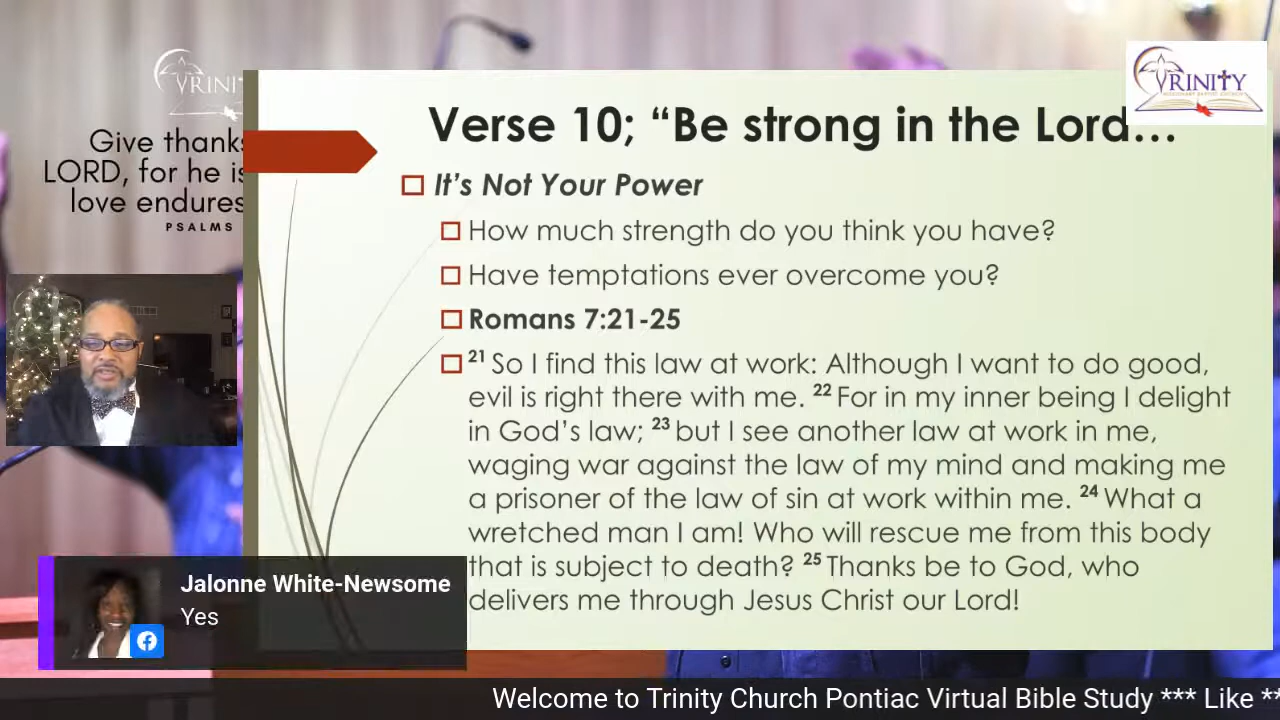 TRINITY
MISSIONARY BAPTIST CHURCH
RINI
Give thank
LORD, for he is
love endures
PSALMS
Verse 10; “Be strong in the Lord…
It’s Not Your Power
How much strength do you think you have?
Have temptations ever overcome you?
Romans 7:21-25
21 So I find this law at work: Although I want to do good,
evil is right there with me. 22 For in my inner being I delight
in God’s law; 23 but I see another law at work in me,
waging war against the law of my mind and making me
a prisoner of the law of sin at work within me. 24 What a
wretched man I am! Who will rescue me from this body
that is subject to death? 25 Thanks be to God, who
delivers me through Jesus Christ our Lord!
Jalonne White-Newsome
Yes
Welcome to Trinity Church Pontiac Virtual Bible Study *** Like **